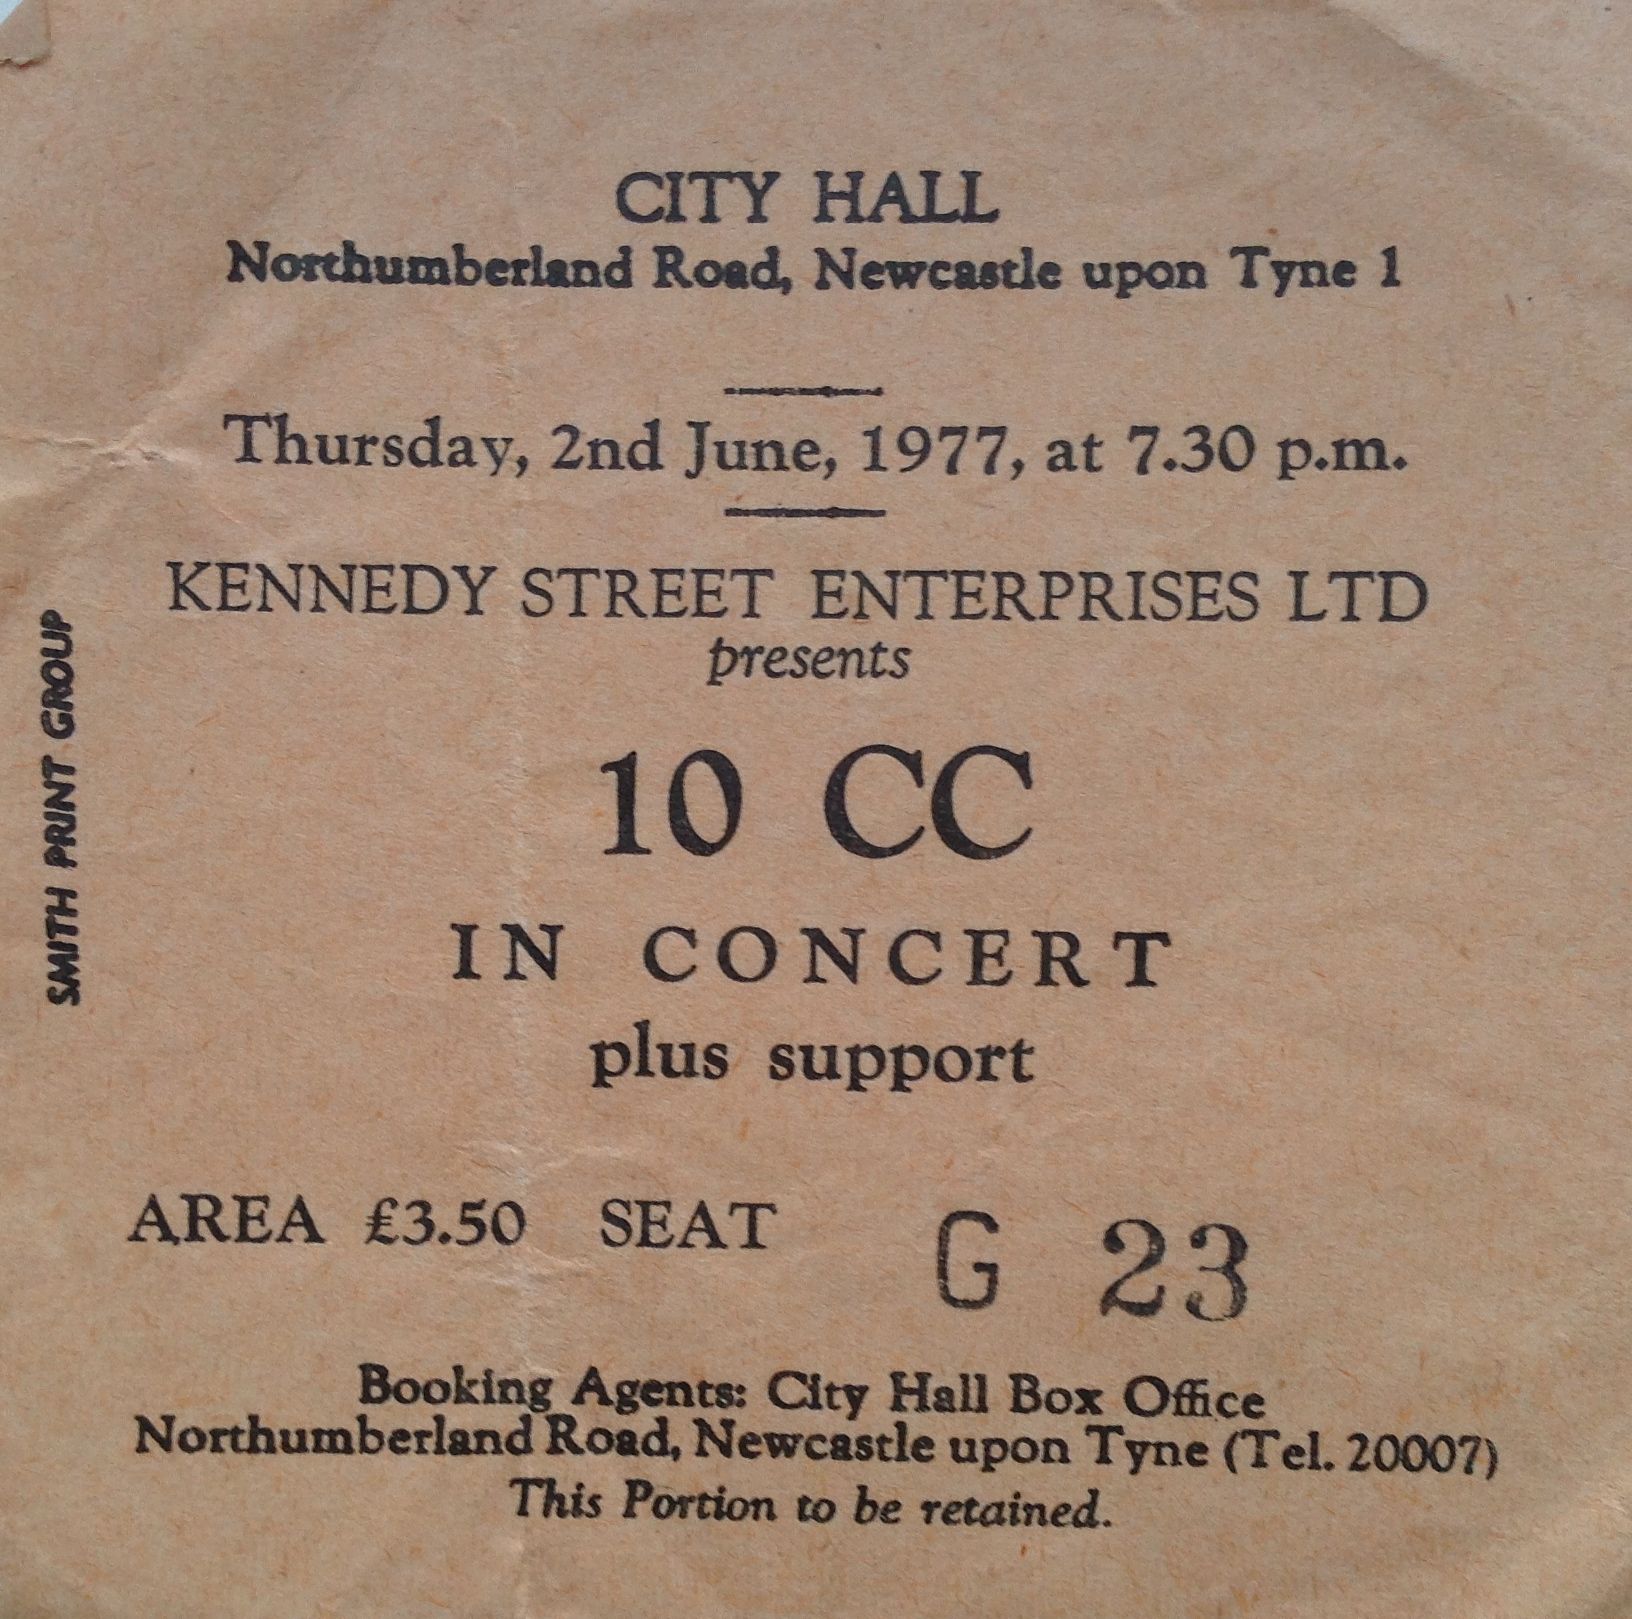 CITY HALL
Northumberland Road, Newcastle upon Tyne 1
Thursday, 2nd June, 1977, at 7.30 p.m.
KENNEDY STREET ENTERPRISES LTD
presents
10 CC
IN CONCERT
plus support
AREA £3.50 SEAT G 23
Booking Agents: City Hall Box Office
Northumberland Road, Newcastle upon Tyne (Tel. 20007)
This Portion to be retained.
SMITH PRINT GROUP